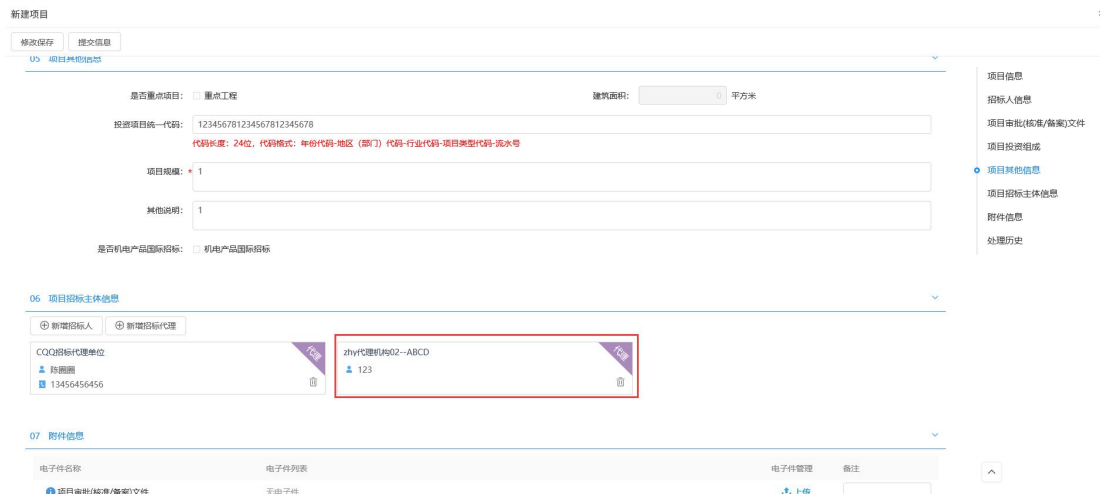 新建项目
修改保存 提交信息
05 项目其他信息
是否重点项目： 重点工程 建筑面积： 0 平方米
投资项目统一代码： 123456781234567812345678
代码长度：24位，代码格式：年份代码-地区（部门）代码-行业代码-项目类型代码-流水号
项目规模：* 1
其他说明： 1
是否机电产品国际招标： 机电产品国际招标
06 项目招标主体信息
新增招标人 新增招标代理
CQQ招标代理单位 代理
陈圈圈
13456456456
zhy代理机构02--ABCD 代理
123
07 附件信息
电子件名称 电子件列表 电子件管理 备注
项目审批(核准/备案)文件 无电子件 上传
项目信息
招标人信息
项目审批(核准/备案)文件
项目投资组成
项目其他信息
项目招标主体信息
附件信息
处理历史